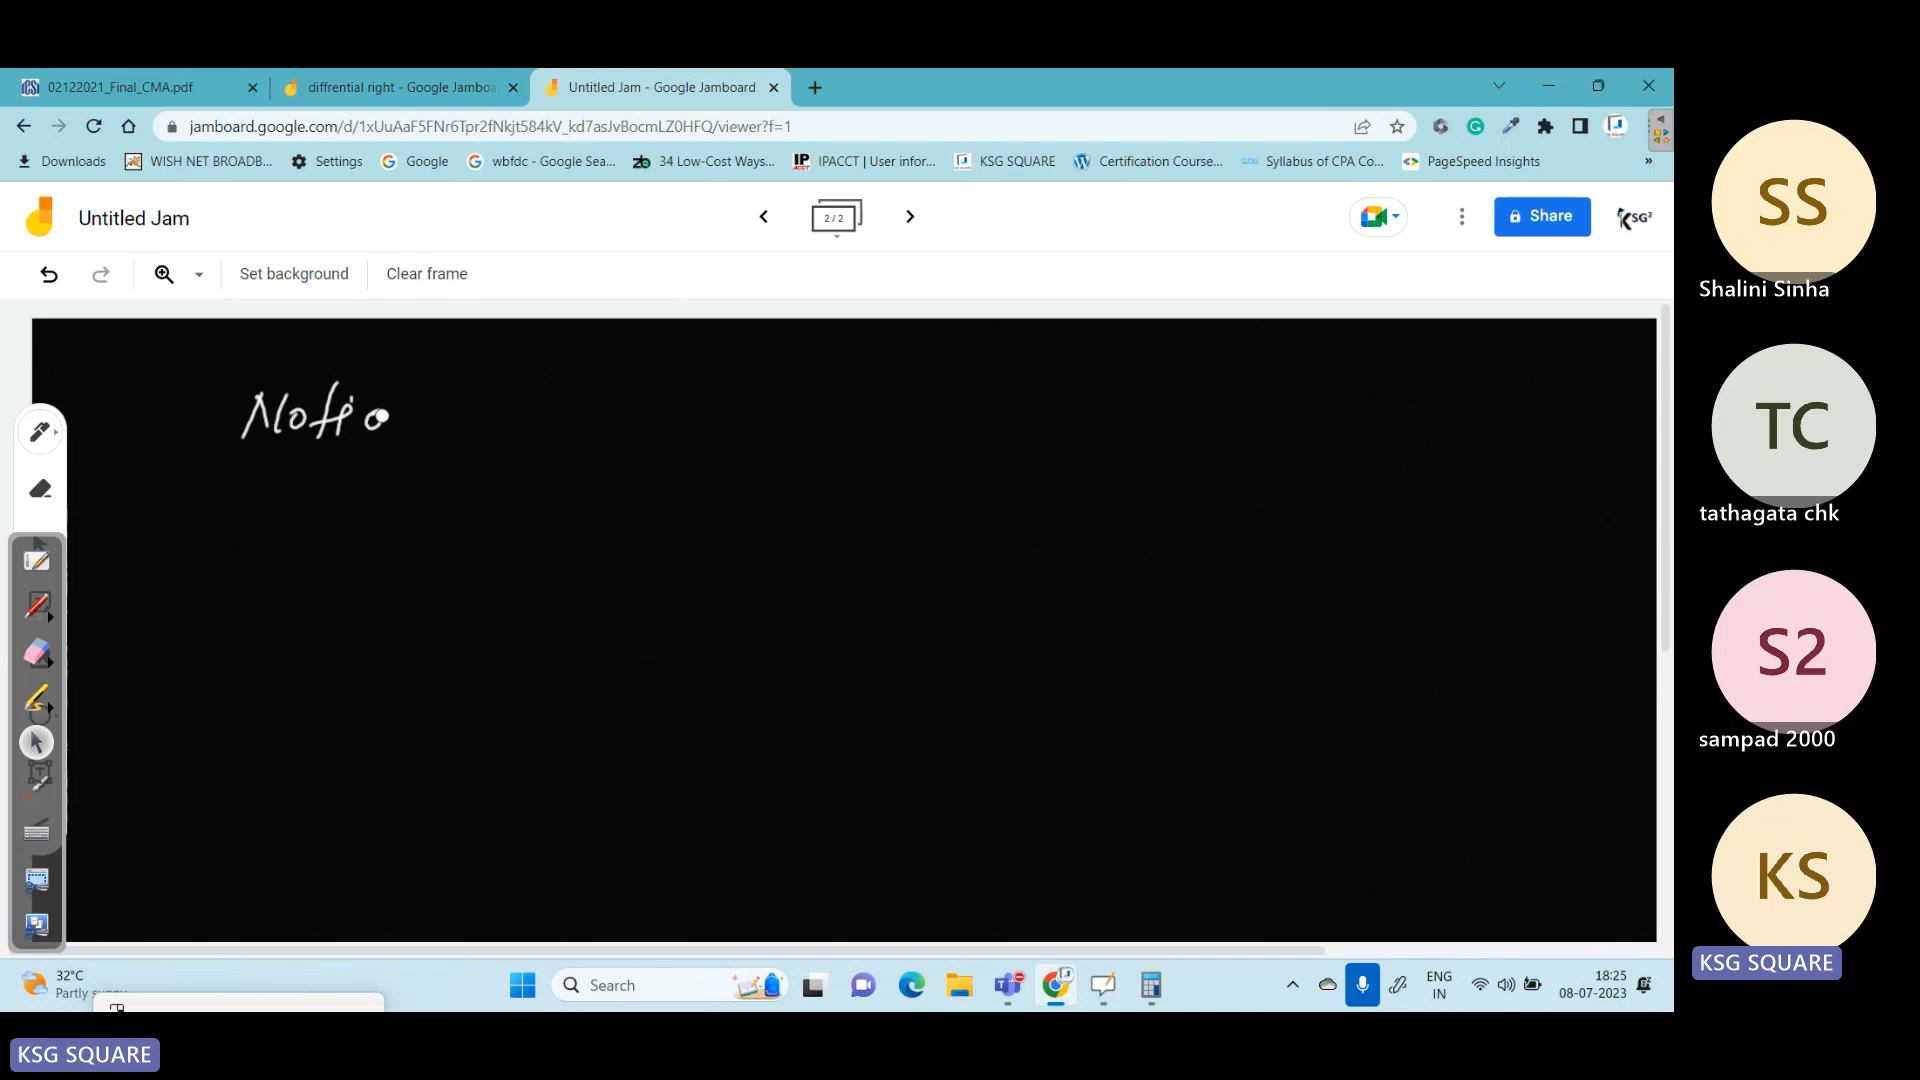 02122021_Final_CMA.pdf
diffrential right - Google Jamboa
Untitled Jam - Google Jamboard
jamboard.google.com/d/1xUuAaF5FNr6Tpr2fNkjt584kV_kd7asJvBocmLZ0HFQ/viewer?f=1
Downloads WISH NET BROADB... Settings Google wbfdc - Google Sea... 34 Low-Cost Ways... IPACCT | User infor... KSG SQUARE Certification Course... Syllabus of CPA Co... PageSpeed Insights »
Untitled Jam
2 / 2
Share
KSG²
Set background Clear frame
SS
Shalini Sinha
TC
tathagata chk
S2
sampad 2000
KS
KSG SQUARE
32°C
Partly sunny
Search
ENG
IN
18:25
08-07-2023
KSG SQUARE